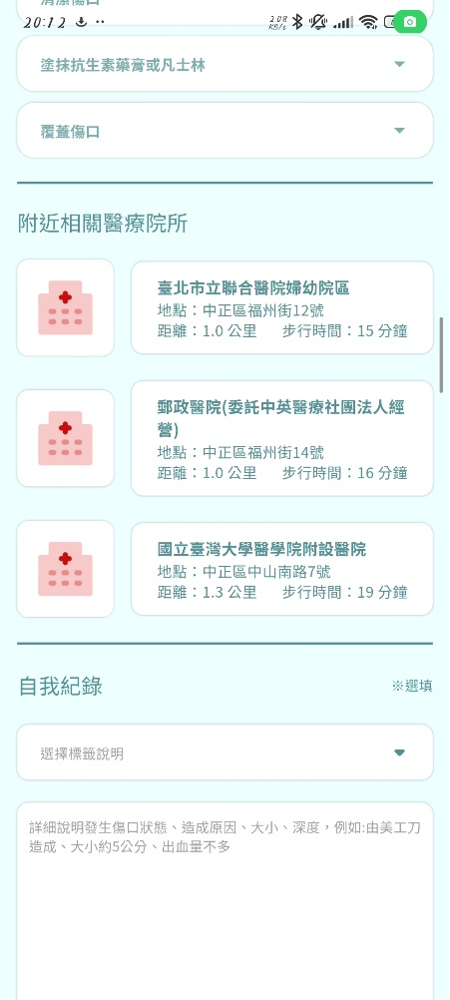 清潔傷口
20:12
2.08
KB/s
塗抹抗生素藥膏或凡士林
覆蓋傷口
附近相關醫療院所
臺北市立聯合醫院婦幼院區
地點：中正區福州街12號
距離：1.0 公里 步行時間：15 分鐘
郵政醫院(委託中英醫療社團法人經
營)
地點：中正區福州街14號
距離：1.0 公里 步行時間：16 分鐘
國立臺灣大學醫學院附設醫院
地點：中正區中山南路7號
距離：1.3 公里 步行時間：19 分鐘
自我紀錄 ※選填
選擇標籤說明
詳細說明發生傷口狀態、造成原因、大小、深度，例如:由美工刀
造成、大小約5公分、出血量不多